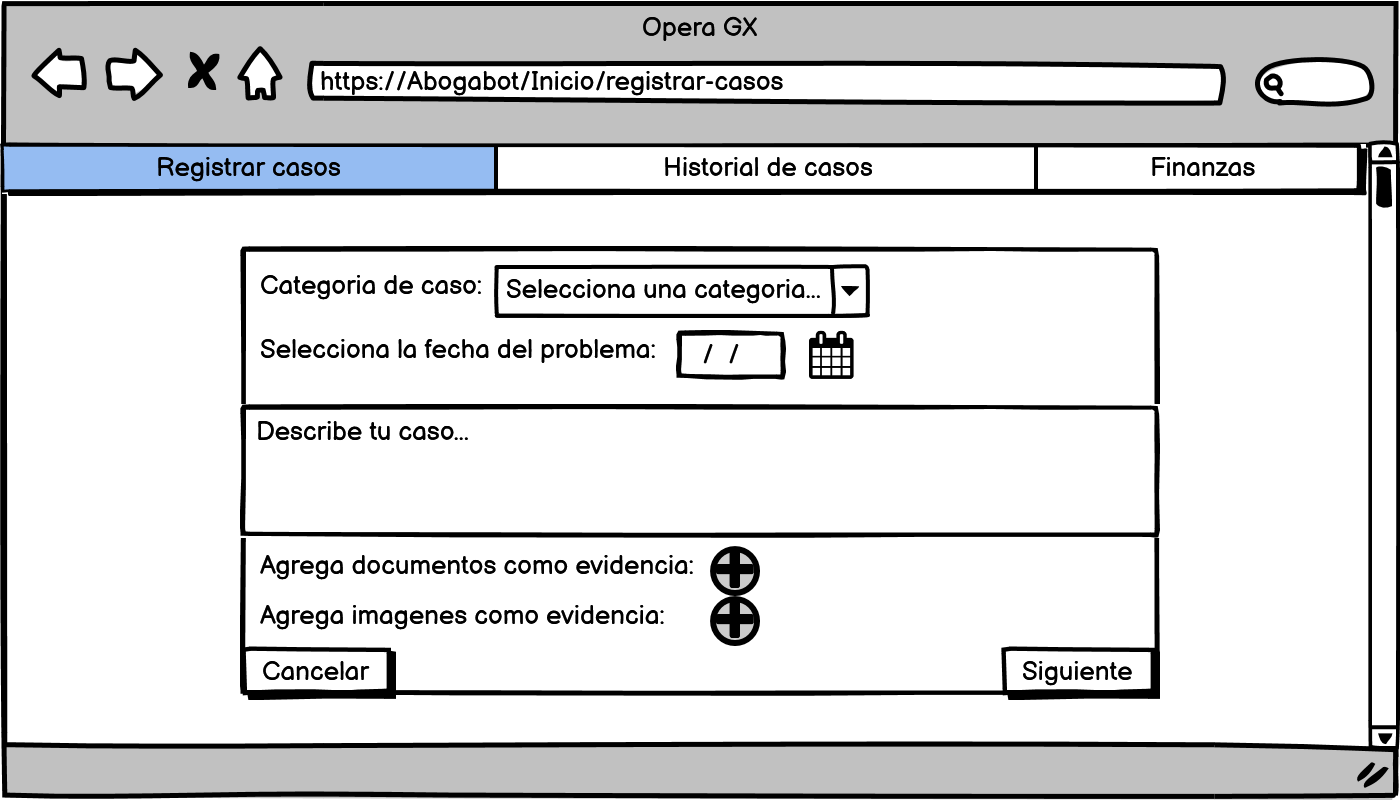 Opera GX
https://Abogabot/Inicio/registrar-casos
Registrar casos
Historial de casos
Finanzas
Categoria de caso:
Selecciona una categoria...
Selecciona la fecha del problema:
/ /
Describe tu caso...
Agrega documentos como evidencia:
Agrega imagenes como evidencia:
Cancelar
Siguiente